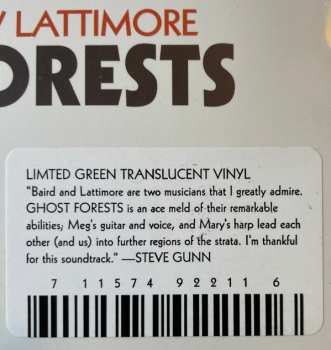 Y LATTIMORE
ORESTS
LIMTED GREEN TRANSLUCENT VINYL
"Baird and Lattimore are two musicians that I greatly admire.
GHOST FORESTS is an ace meld of their remarkable
abilities; Meg's guitar and voice, and Mary's harp lead each
other (and us) into further regions of the strata. I'm thankful
for this soundtrack." —STEVE GUNN
7 11574 92211 6